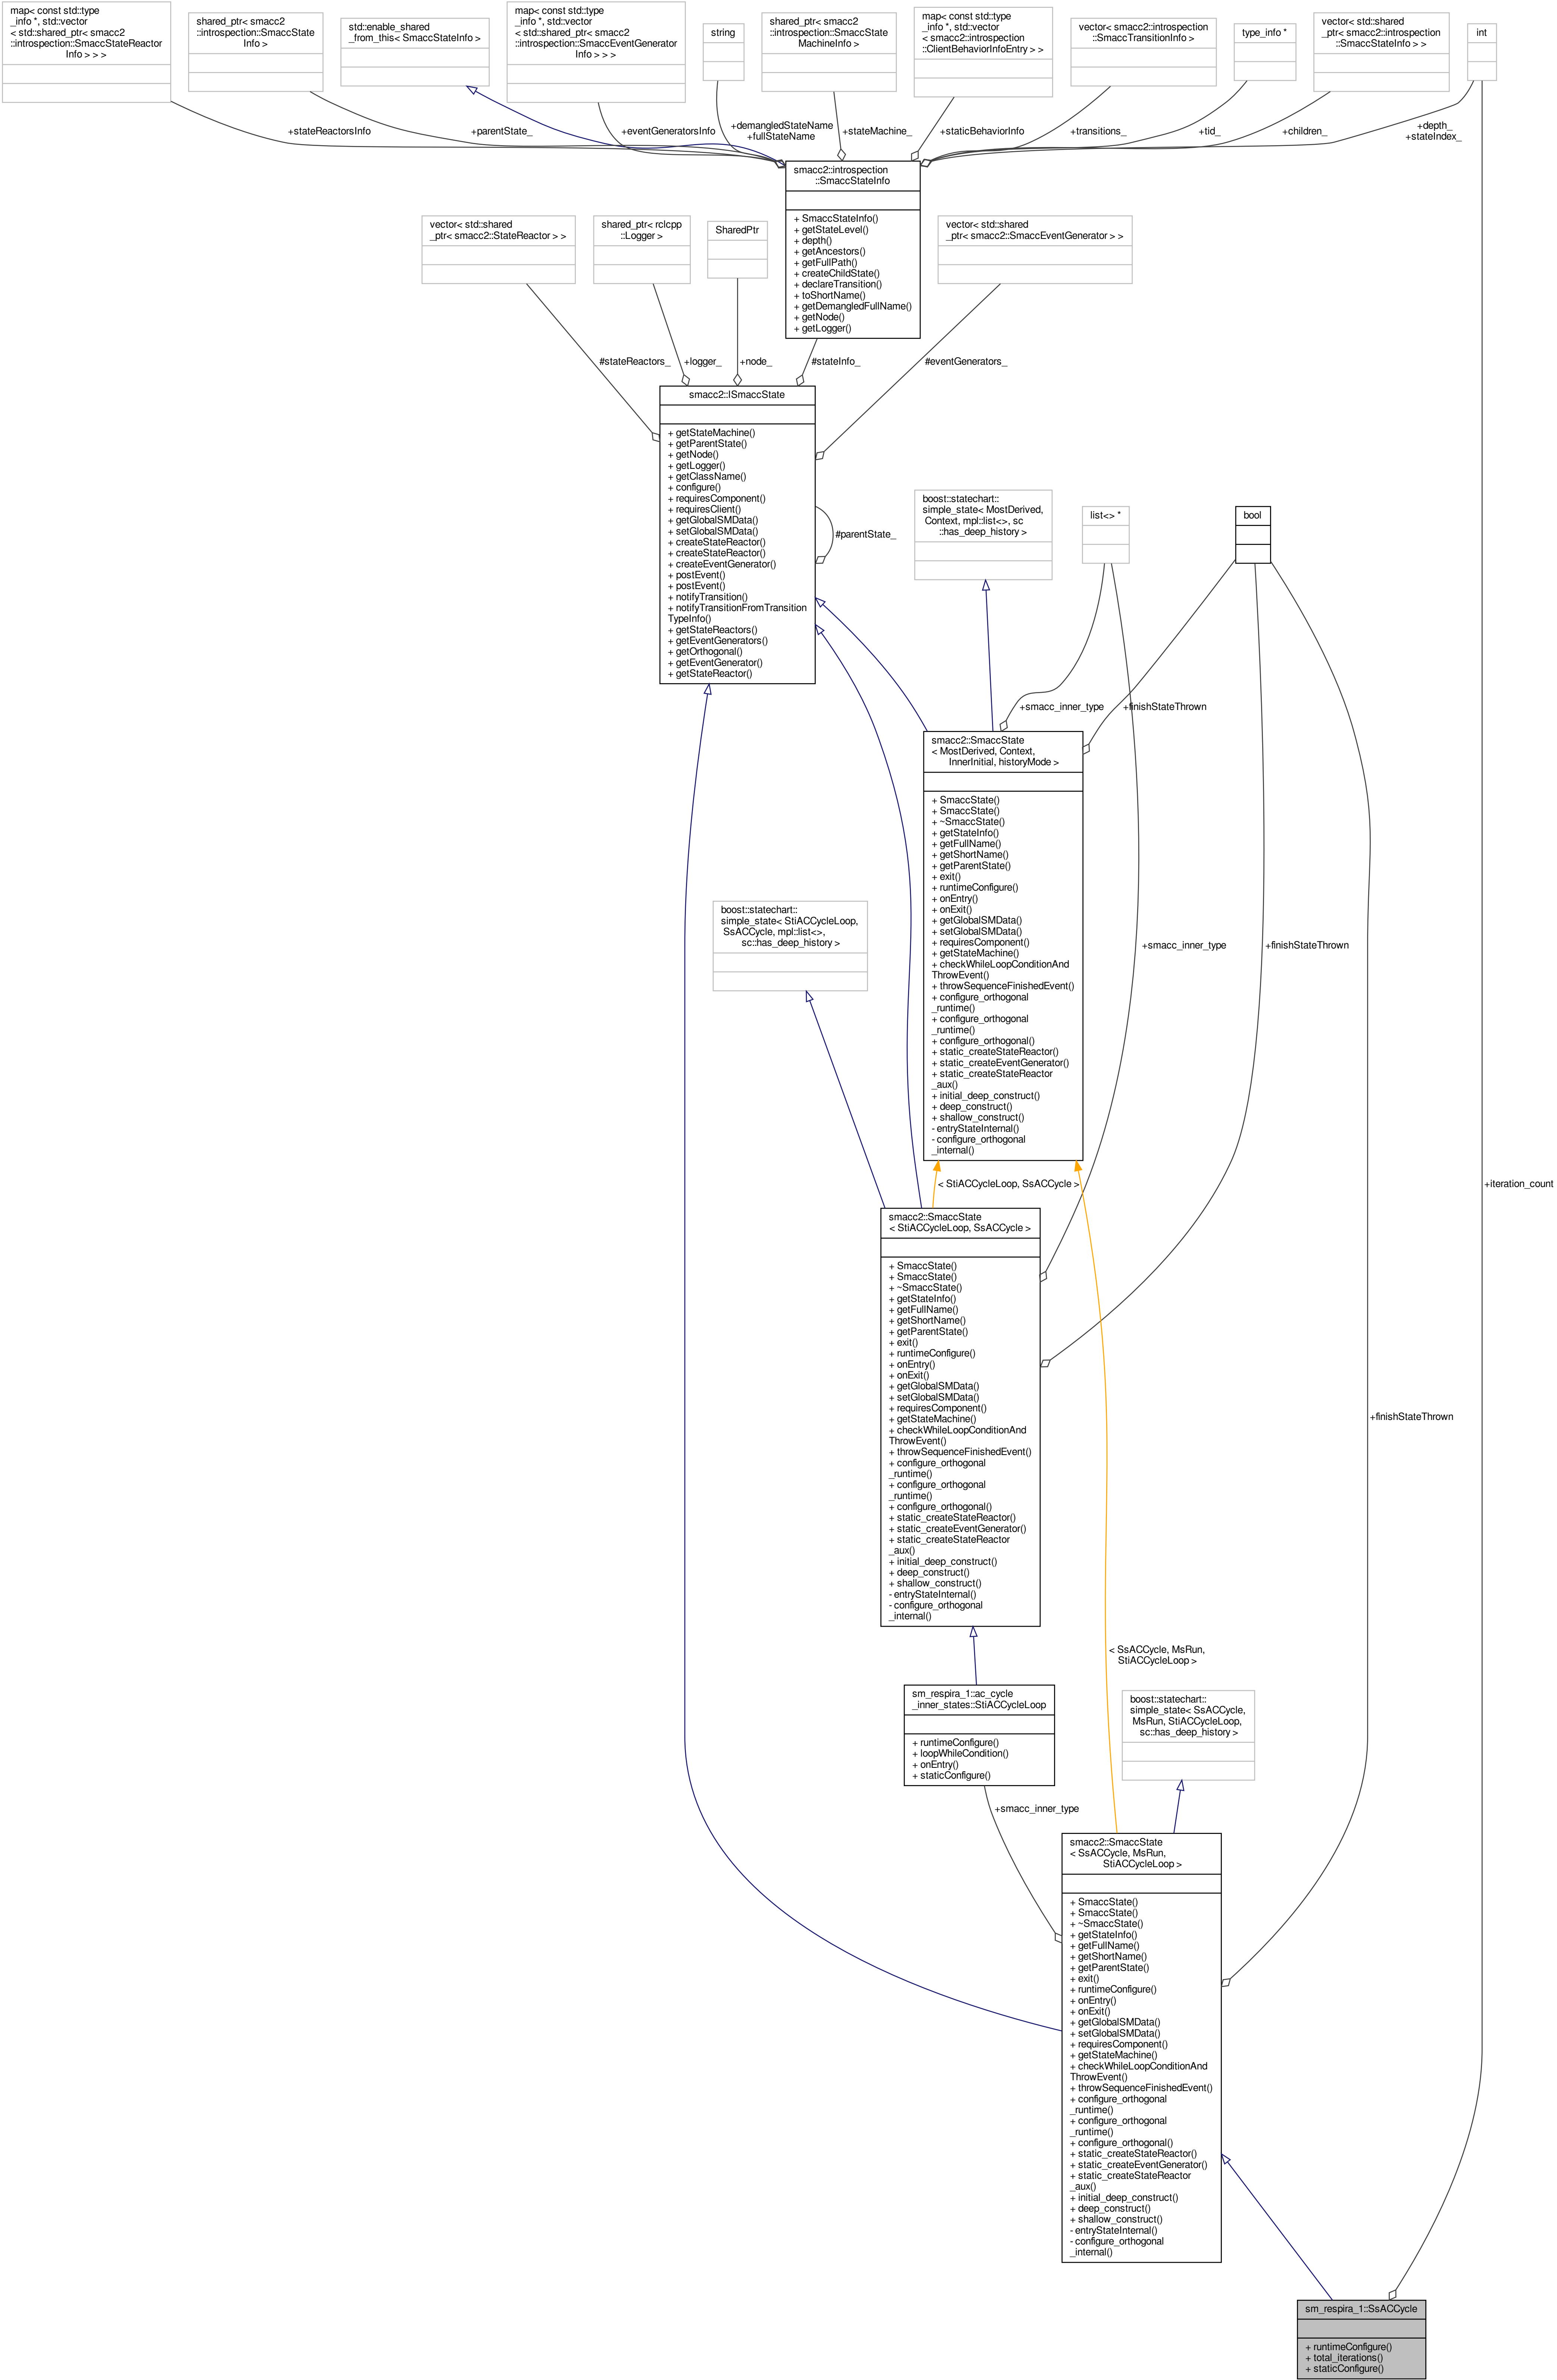 map< const std::type
_info *, std::vector
< std::shared_ptr< smacc2
::introspection::SmaccStateReactor
Info > > >
shared_ptr< smacc2
::introspection::SmaccState
Info >
std::enable_shared
_from_this< SmaccStateInfo >
map< const std::type
_info *, std::vector
< std::shared_ptr< smacc2
::introspection::SmaccEventGenerator
Info > > >
string
shared_ptr< smacc2
::introspection::SmaccState
MachineInfo >
map< const std::type
_info *, std::vector
< smacc2::introspection
::ClientBehaviorInfoEntry > >
vector< smacc2::introspection
::SmaccTransitionInfo >
type_info *
vector< std::shared
_ptr< smacc2::introspection
::SmaccStateInfo > >
int
+stateReactorsInfo
+parentState_
+eventGeneratorsInfo
+demangledStateName
+fullStateName
+stateMachine_
+staticBehaviorInfo
+transitions_
+tid_
+children_
+depth_
+stateIndex_
smacc2::introspection
::SmaccStateInfo
+ SmaccStateInfo()
+ getStateLevel()
+ depth()
+ getAncestors()
+ getFullPath()
+ createChildState()
+ declareTransition()
+ toShortName()
+ getDemangledFullName()
+ getNode()
+ getLogger()
vector< std::shared
_ptr< smacc2::StateReactor > >
shared_ptr< rclcpp
::Logger >
SharedPtr
vector< std::shared
_ptr< smacc2::SmaccEventGenerator > >
#stateReactors_
+logger_
+node_
#stateInfo_
#eventGenerators_
smacc2::ISmaccState
+ getStateMachine()
+ getParentState()
+ getNode()
+ getLogger()
+ getClassName()
+ configure()
+ requiresComponent()
+ requiresClient()
+ getGlobalSMData()
+ setGlobalSMData()
+ createStateReactor()
+ createStateReactor()
+ createEventGenerator()
+ postEvent()
+ postEvent()
+ notifyTransition()
+ notifyTransitionFromTransition
TypeInfo()
+ getStateReactors()
+ getEventGenerators()
+ getOrthogonal()
+ getEventGenerator()
+ getStateReactor()
#parentState_
boost::statechart::
simple_state< MostDerived,
Context, mpl::list<>, sc
::has_deep_history >
list<> *
bool
+smacc_inner_type
+finishStateThrown
smacc2::SmaccState
< MostDerived, Context,
InnerInitial, historyMode >
+ SmaccState()
+ SmaccState()
+ ~SmaccState()
+ getStateInfo()
+ getFullName()
+ getShortName()
+ getParentState()
+ exit()
+ runtimeConfigure()
+ onEntry()
+ onExit()
+ getGlobalSMData()
+ setGlobalSMData()
+ requiresComponent()
+ getStateMachine()
+ checkWhileLoopConditionAnd
ThrowEvent()
+ throwSequenceFinishedEvent()
+ configure_orthogonal
_runtime()
+ configure_orthogonal
_runtime()
+ configure_orthogonal()
+ static_createStateReactor()
+ static_createEventGenerator()
+ static_createStateReactor
_aux()
+ initial_deep_construct()
+ deep_construct()
+ shallow_construct()
- entryStateInternal()
- configure_orthogonal
_internal()
boost::statechart::
simple_state< StiACCycleLoop,
SsACCycle, mpl::list<>,
sc::has_deep_history >
+smacc_inner_type
+finishStateThrown
< StiACCycleLoop, SsACCycle >
+iteration_count
smacc2::SmaccState
< StiACCycleLoop, SsACCycle >
+ SmaccState()
+ SmaccState()
+ ~SmaccState()
+ getStateInfo()
+ getFullName()
+ getShortName()
+ getParentState()
+ exit()
+ runtimeConfigure()
+ onEntry()
+ onExit()
+ getGlobalSMData()
+ setGlobalSMData()
+ requiresComponent()
+ getStateMachine()
+ checkWhileLoopConditionAnd
ThrowEvent()
+ throwSequenceFinishedEvent()
+ configure_orthogonal
_runtime()
+ configure_orthogonal
_runtime()
+ configure_orthogonal()
+ static_createStateReactor()
+ static_createEventGenerator()
+ static_createStateReactor
_aux()
+ initial_deep_construct()
+ deep_construct()
+ shallow_construct()
- entryStateInternal()
- configure_orthogonal
_internal()
+finishStateThrown
< SsACCycle, MsRun,
StiACCycleLoop >
sm_respira_1::ac_cycle
_inner_states::StiACCycleLoop
+ runtimeConfigure()
+ loopWhileCondition()
+ onEntry()
+ staticConfigure()
boost::statechart::
simple_state< SsACCycle,
MsRun, StiACCycleLoop,
sc::has_deep_history >
+smacc_inner_type
smacc2::SmaccState
< SsACCycle, MsRun,
StiACCycleLoop >
+ SmaccState()
+ SmaccState()
+ ~SmaccState()
+ getStateInfo()
+ getFullName()
+ getShortName()
+ getParentState()
+ exit()
+ runtimeConfigure()
+ onEntry()
+ onExit()
+ getGlobalSMData()
+ setGlobalSMData()
+ requiresComponent()
+ getStateMachine()
+ checkWhileLoopConditionAnd
ThrowEvent()
+ throwSequenceFinishedEvent()
+ configure_orthogonal
_runtime()
+ configure_orthogonal
_runtime()
+ configure_orthogonal()
+ static_createStateReactor()
+ static_createEventGenerator()
+ static_createStateReactor
_aux()
+ initial_deep_construct()
+ deep_construct()
+ shallow_construct()
- entryStateInternal()
- configure_orthogonal
_internal()
sm_respira_1::SsACCycle
+ runtimeConfigure()
+ total_iterations()
+ staticConfigure()